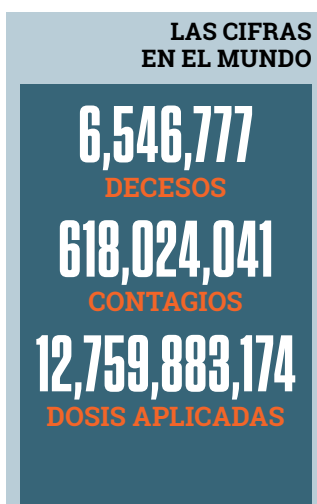 LAS CIFRAS
EN EL MUNDO
6,546,777
DECESOS
618,024,041
CONTAGIOS
12,759,883,174
DOSIS APLICADAS